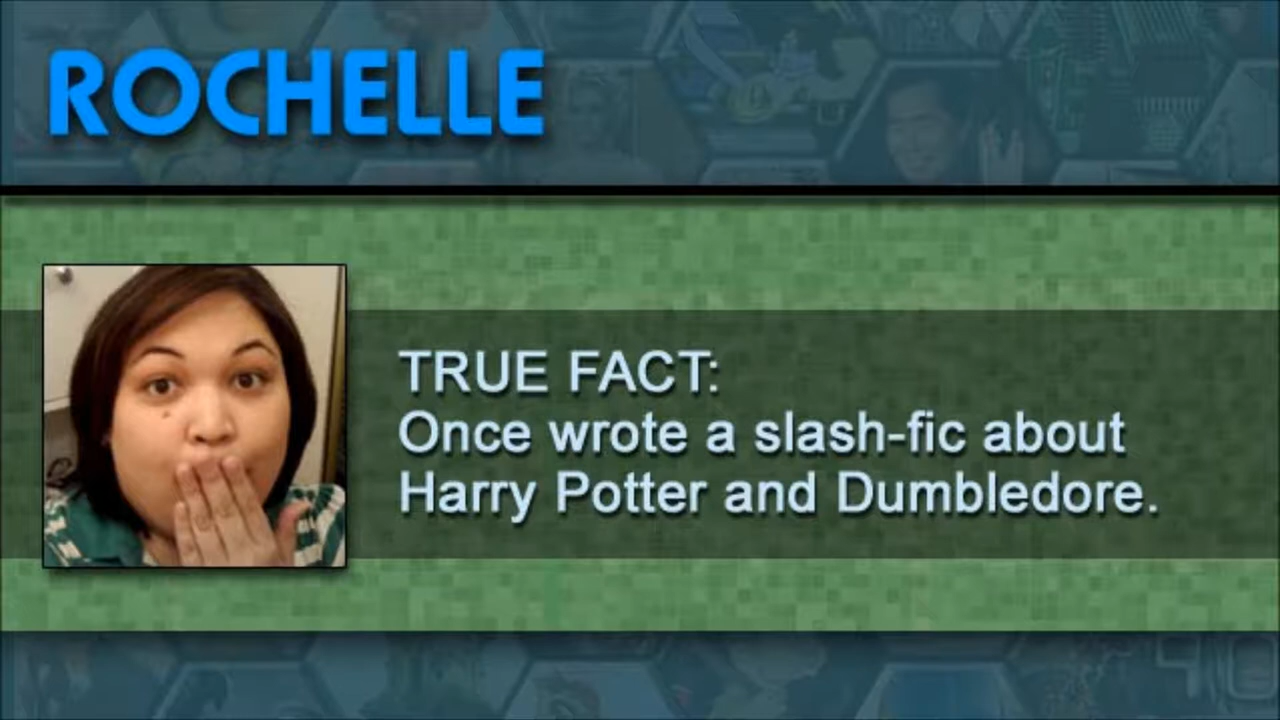 ROCHELLE
TRUE FACT:
Once wrote a slash-fic about
Harry Potter and Dumbledore.